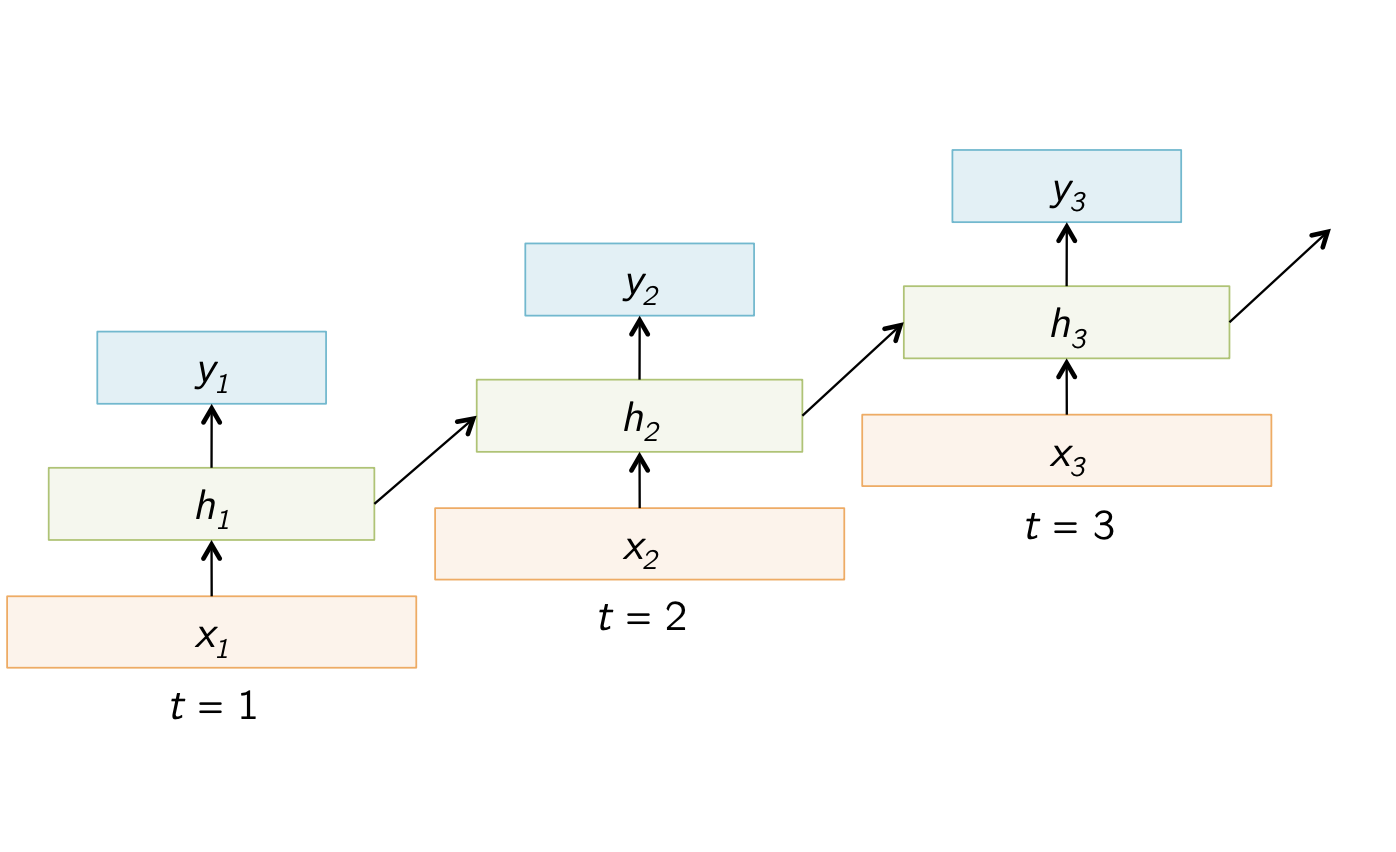 y1
h1
x1
t = 1
y2
h2
x2
t = 2
y3
h3
x3
t = 3